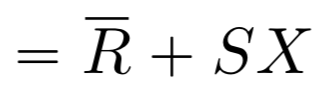 = \overline{R} + SX